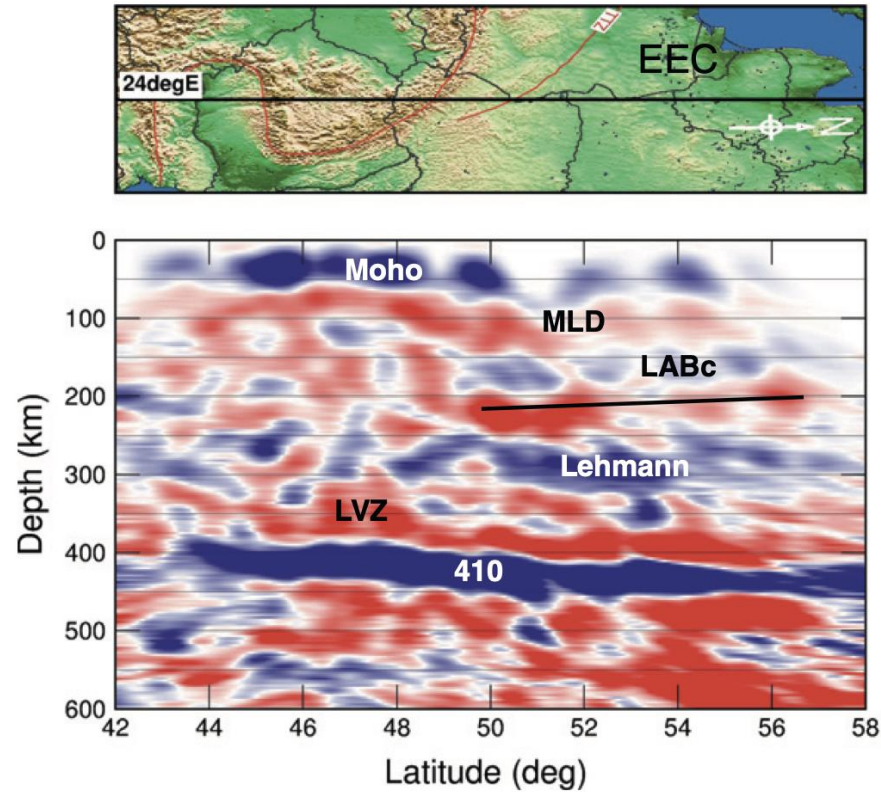 TTZ
EEC
24degE
N
0
Moho
100
MLD
LABc
200
300
Lehmann
LVZ
400
410
500
600
42 44 46 48 50 52 54 56 58
Depth (km)
Latitude (deg)